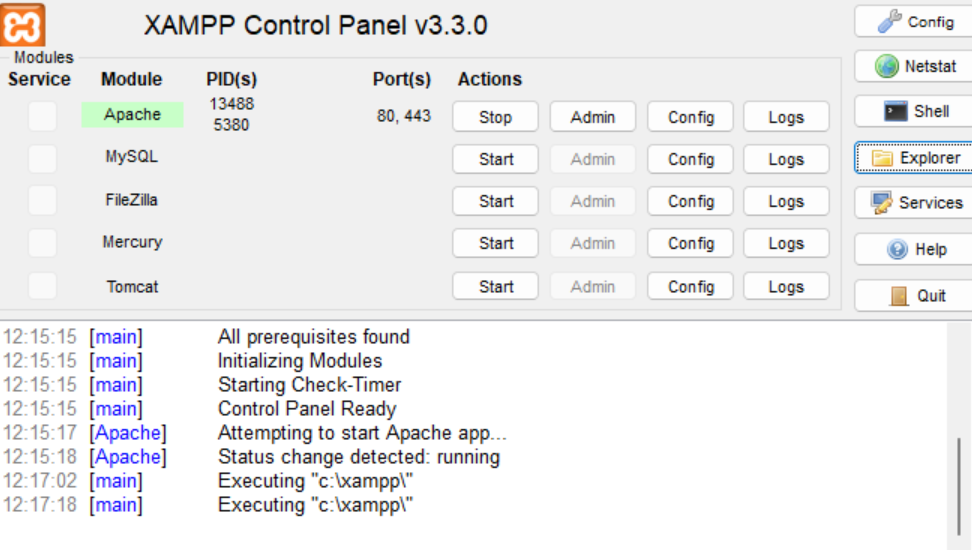 XAMPP Control Panel v3.3.0
Config
Modules
Service Module PID(s) Port(s) Actions
Netstat
Apache 13488 5380 80, 443 Stop Admin Config Logs
Shell
MySQL Start Admin Config Logs
Explorer
FileZilla Start Admin Config Logs
Services
Mercury Start Admin Config Logs
Help
Tomcat Start Admin Config Logs
Quit
12:15:15 [main] All prerequisites found
12:15:15 [main] Initializing Modules
12:15:15 [main] Starting Check-Timer
12:15:15 [main] Control Panel Ready
12:15:17 [Apache] Attempting to start Apache app...
12:15:18 [Apache] Status change detected: running
12:17:02 [main] Executing "c:\xampp\"
12:17:18 [main] Executing "c:\xampp\"